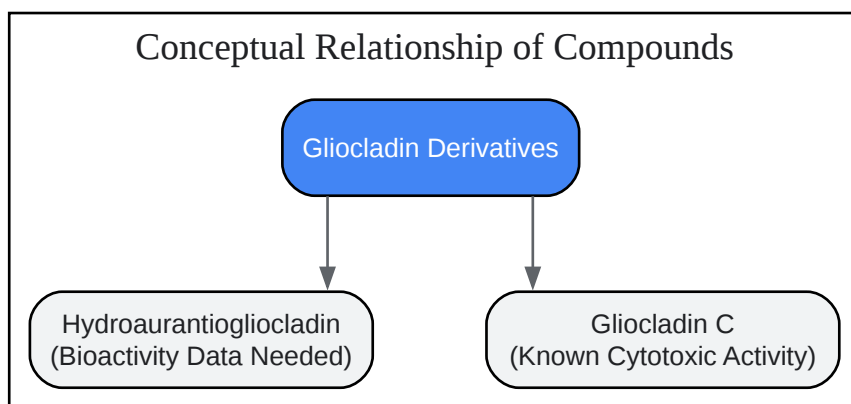 Conceptual Relationship of Compounds
Gliocladin Derivatives
Hydroaurantiogliocladin
(Bioactivity Data Needed)
Gliocladin C
(Known Cytotoxic Activity)